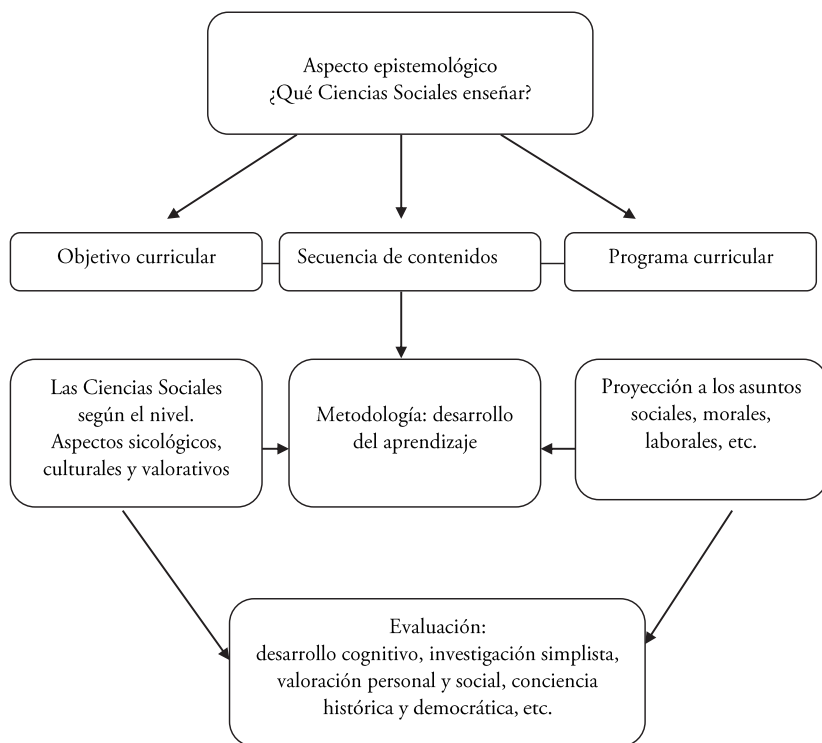 Aspecto epistemológico
¿Qué Ciencias Sociales enseñar?
Objetivo curricular
Secuencia de contenidos
Programa curricular
Las Ciencias Sociales
según el nivel.
Aspectos sicológicos,
culturales y valorativos
Metodología: desarrollo
del aprendizaje
Proyección a los asuntos
sociales, morales,
laborales, etc.
Evaluación:
desarrollo cognitivo, investigación simplista,
valoración personal y social, conciencia
histórica y democrática, etc.